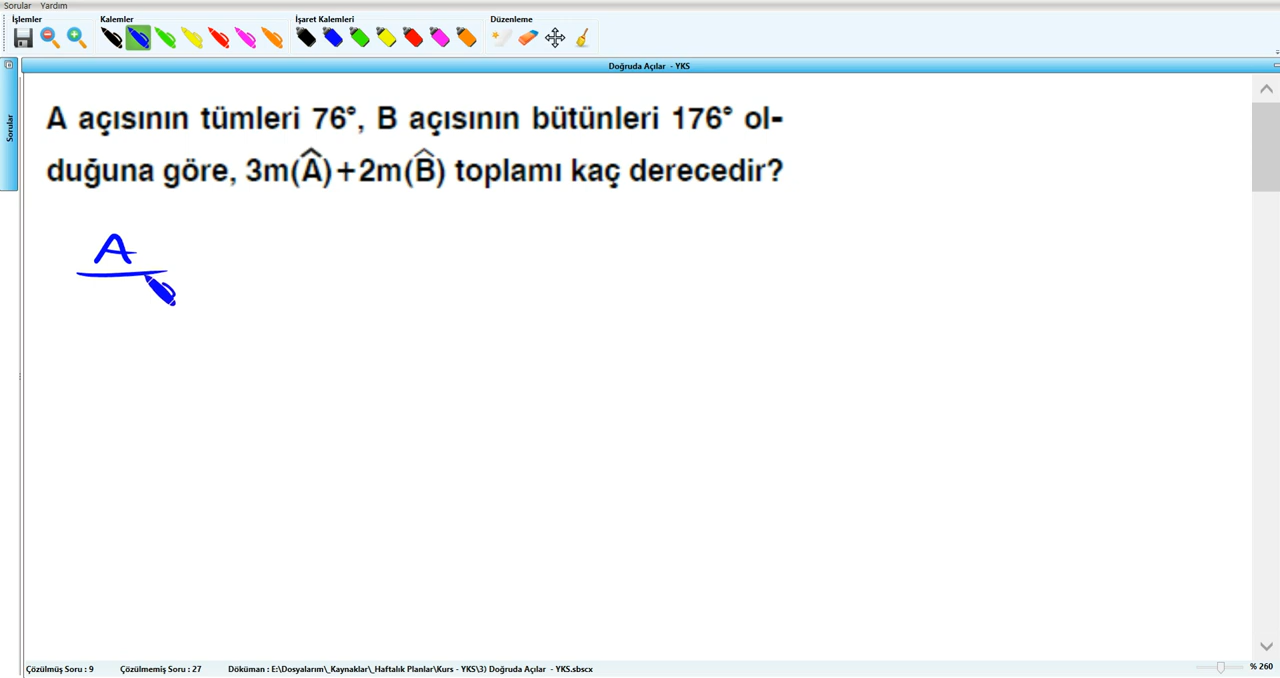 Sorular Yardım
İşlemler Kalemler İşaret Kalemleri Düzenleme
Doğruda Açılar - YKS
Sorular
A açısının tümleri 76°, B açısının bütünleri 176° ol-
duğuna göre, 3m(Â)+2m(B̂) toplamı kaç derecedir?
A
Çözülmüş Soru : 9 Çözülmemiş Soru : 27 Döküman : E:\Dosyalarım\_Kaynaklar\_Haftalık Planlar\Kurs - YKS\3) Doğruda Açılar - YKS.sbscx % 260